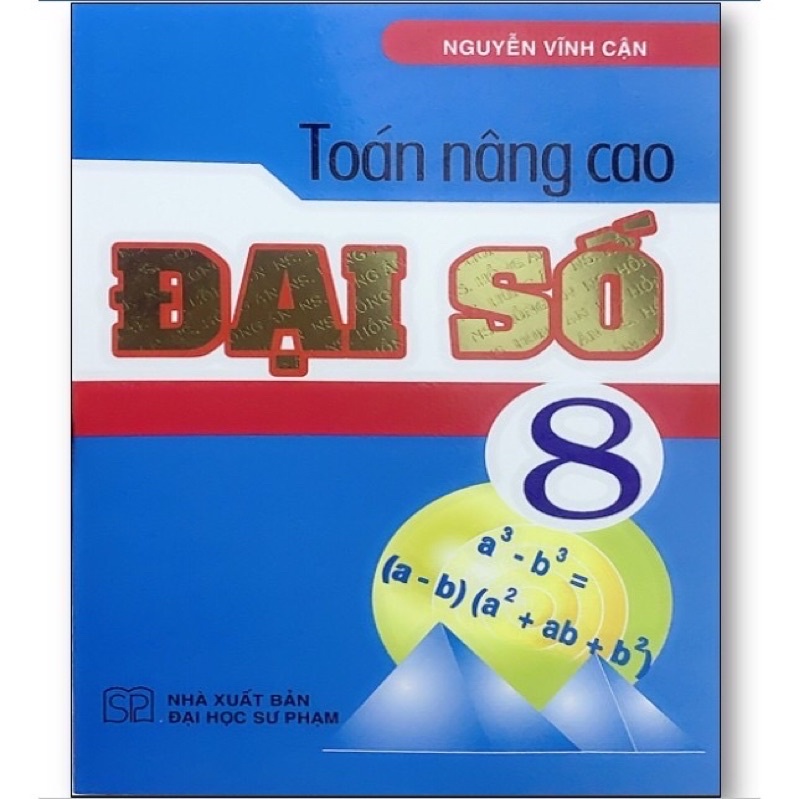 NGUYỄN VĨNH CẬN
Toán nâng cao
ĐẠI SỐ
8
a³ - b³ =
(a - b) (a² + ab + b²)
SP
NHÀ XUẤT BẢN
ĐẠI HỌC SƯ PHẠM